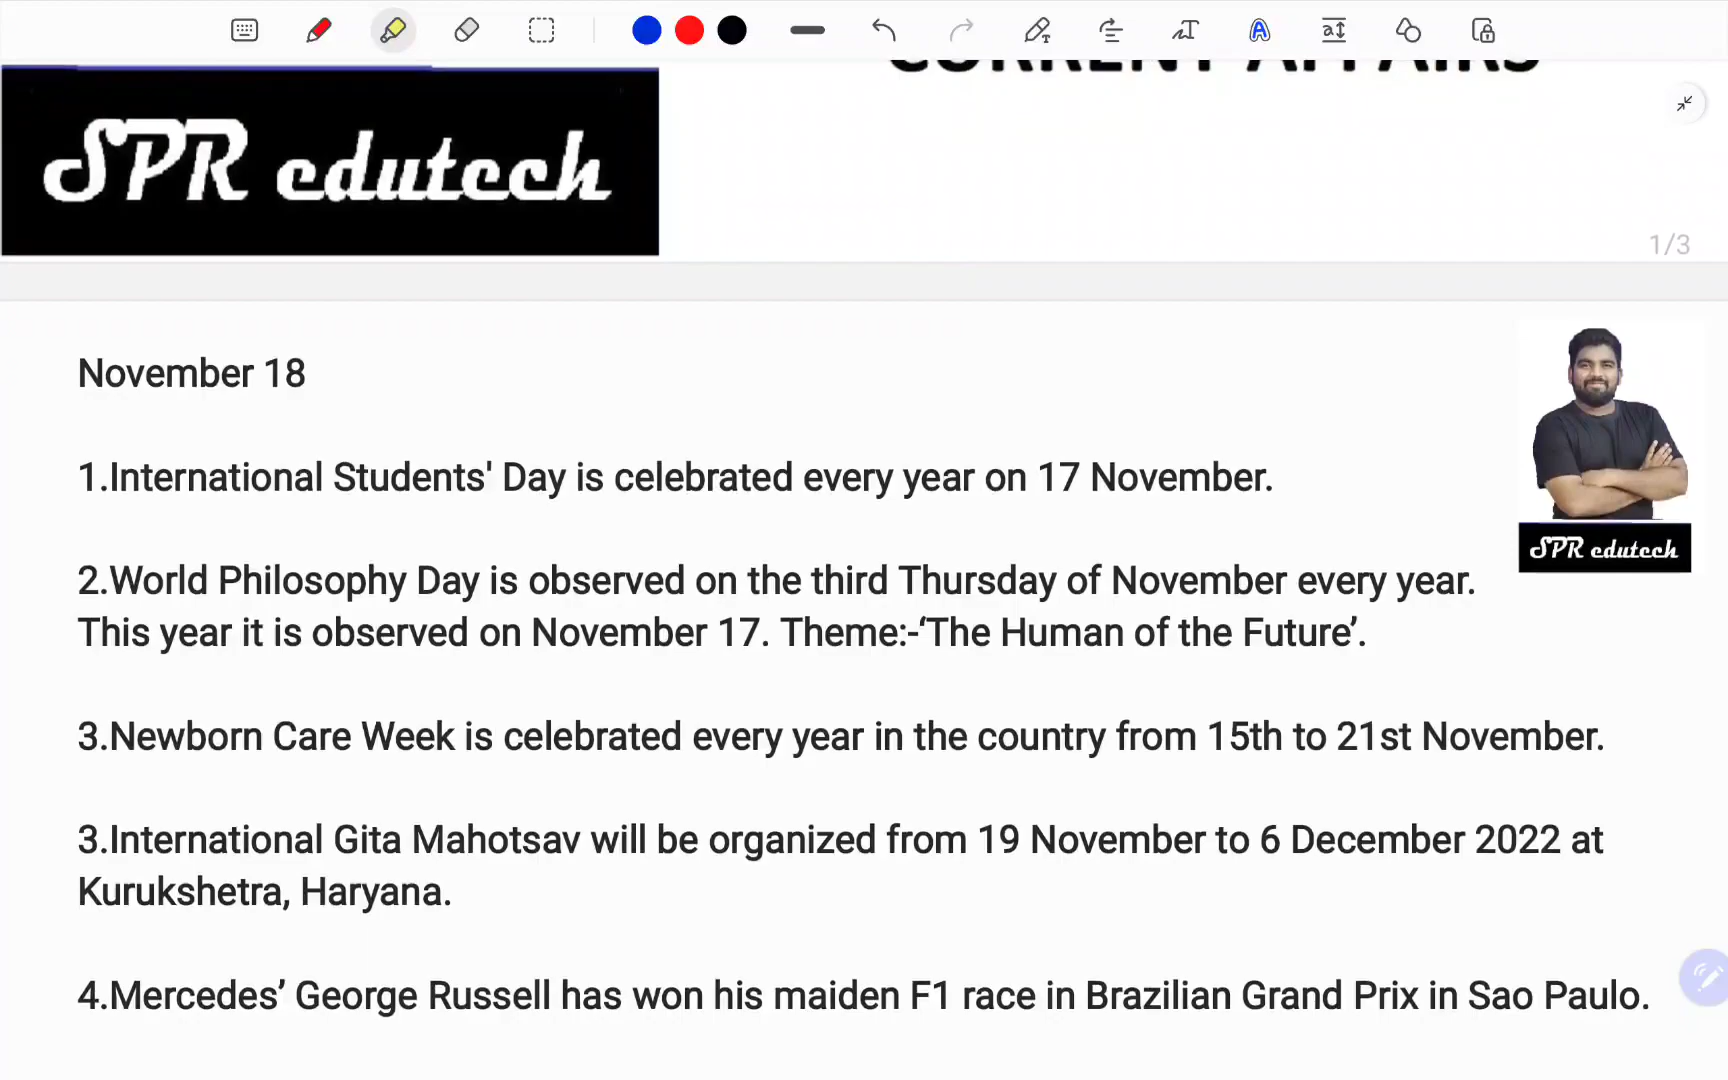 CURRENT AFFAIRS
SPR edutech
1/3
November 18
1.International Students' Day is celebrated every year on 17 November.
SPR edutech
2.World Philosophy Day is observed on the third Thursday of November every year.
This year it is observed on November 17. Theme:-‘The Human of the Future’.
3.Newborn Care Week is celebrated every year in the country from 15th to 21st November.
3.International Gita Mahotsav will be organized from 19 November to 6 December 2022 at
Kurukshetra, Haryana.
4.Mercedes’ George Russell has won his maiden F1 race in Brazilian Grand Prix in Sao Paulo.